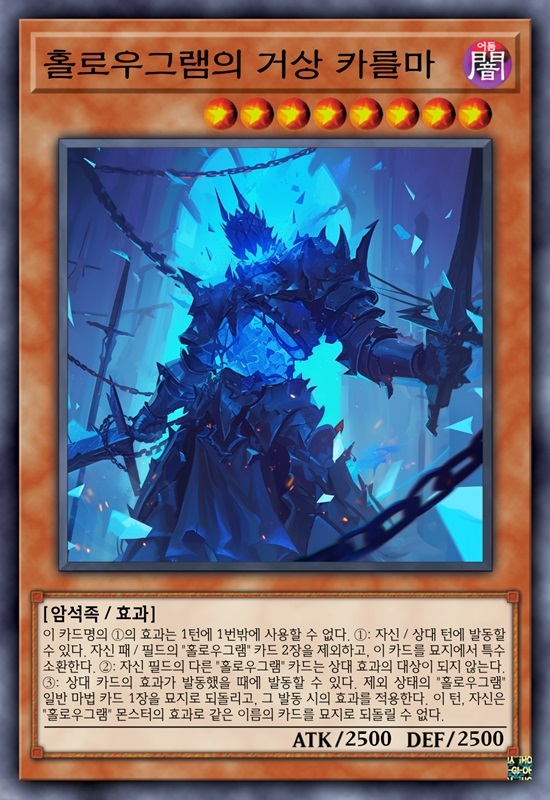 홀로우그램의 거상 카를마
어둠
闇
[암석족 / 효과]
이 카드명의 ①의 효과는 1턴에 1번밖에 사용할 수 없다. ①: 자신 / 상대 턴에 발동할
수 있다. 자신 패 / 필드의 "홀로우그램" 카드 2장을 제외하고, 이 카드를 묘지에서 특수
소환한다. ②: 자신 필드의 다른 "홀로우그램" 카드는 상대 효과의 대상이 되지 않는다.
③: 상대 카드의 효과가 발동했을 때에 발동할 수 있다. 제외 상태의 "홀로우그램"
일반 마법 카드 1장을 묘지로 되돌리고, 그 발동 시의 효과를 적용한다. 이 턴, 자신은
"홀로우그램" 몬스터의 효과로 같은 이름의 카드를 묘지로 되돌릴 수 없다.
ATK/2500 DEF/2500